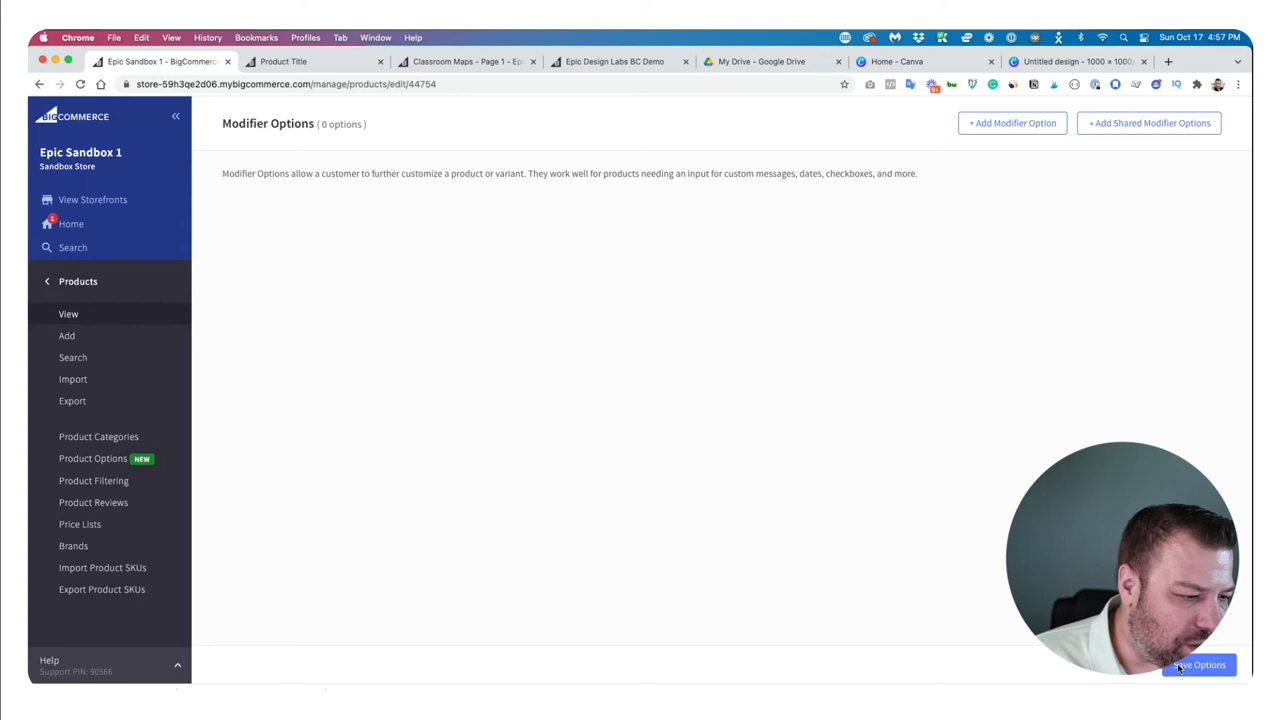 Chrome File Edit View History Bookmarks Profiles Tab Window Help Sun Oct 17 4:57 PM
Epic Sandbox 1 - BigCommerc Product Title Classroom Maps - Page 1 - Epi Epic Design Labs BC Demo My Drive - Google Drive Home - Canva Untitled design - 1000 × 1000p
store-59h3qe2d06.mybigcommerce.com/manage/products/edit/44754
BIGCOMMERCE
Modifier Options ( 0 options )
+ Add Modifier Option
+ Add Shared Modifier Options
Epic Sandbox 1
Sandbox Store
Modifier Options allow a customer to further customize a product or variant. They work well for products needing an input for custom messages, dates, checkboxes, and more.
View Storefronts
1
Home
Search
Products
View
Add
Search
Import
Export
Product Categories
Product Options NEW
Product Filtering
Product Reviews
Price Lists
Brands
Import Product SKUs
Export Product SKUs
Help
Support PIN: 90566
Options